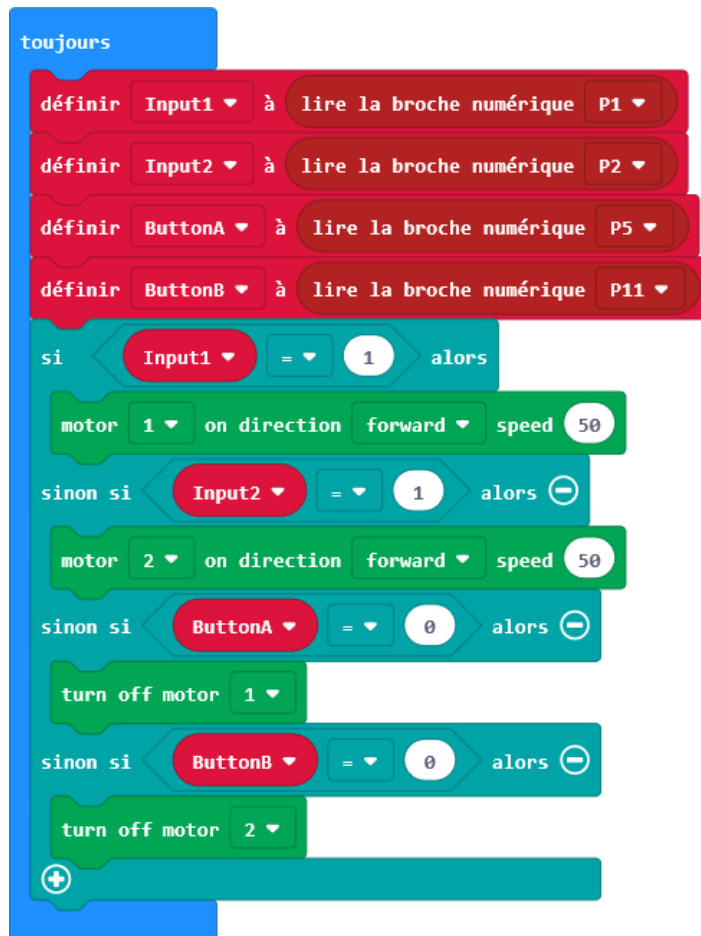 toujours
définir Input1 à lire la broche numérique P1
définir Input2 à lire la broche numérique P2
définir ButtonA à lire la broche numérique P5
définir ButtonB à lire la broche numérique P11
si Input1 = 1 alors
motor 1 on direction forward speed 50
sinon si Input2 = 1 alors
motor 2 on direction forward speed 50
sinon si ButtonA = 0 alors
turn off motor 1
sinon si ButtonB = 0 alors
turn off motor 2